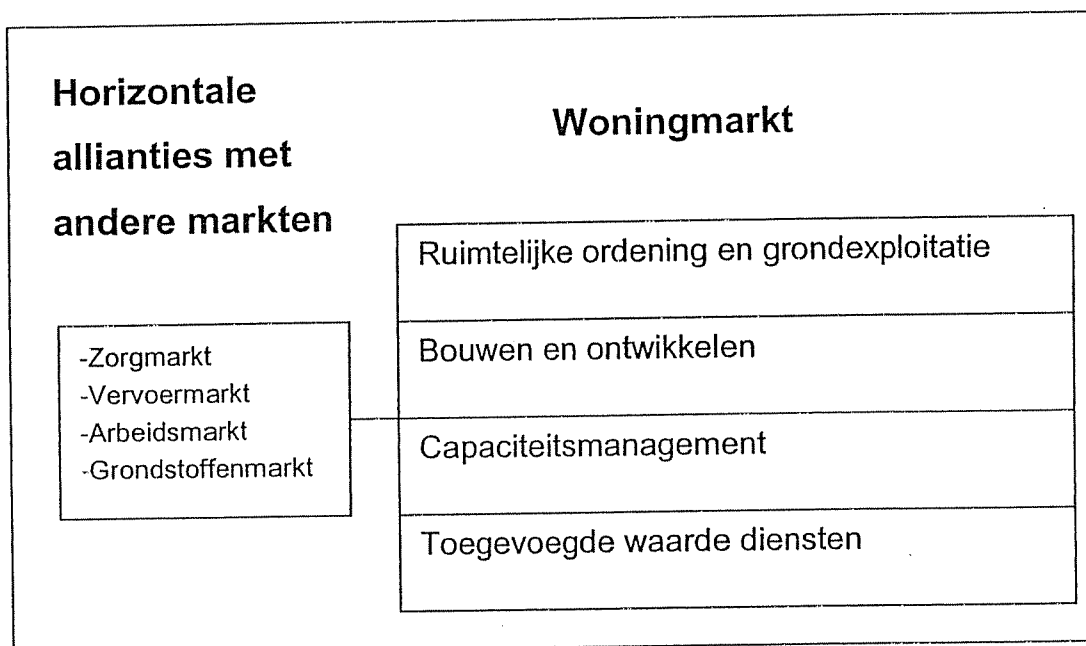 Horizontale
allianties met
andere markten
Woningmarkt
-Zorgmarkt
-Vervoermarkt
-Arbeidsmarkt
-Grondstoffenmarkt
Ruimtelijke ordening en grondexploitatie
Bouwen en ontwikkelen
Capaciteitsmanagement
Toegevoegde waarde diensten